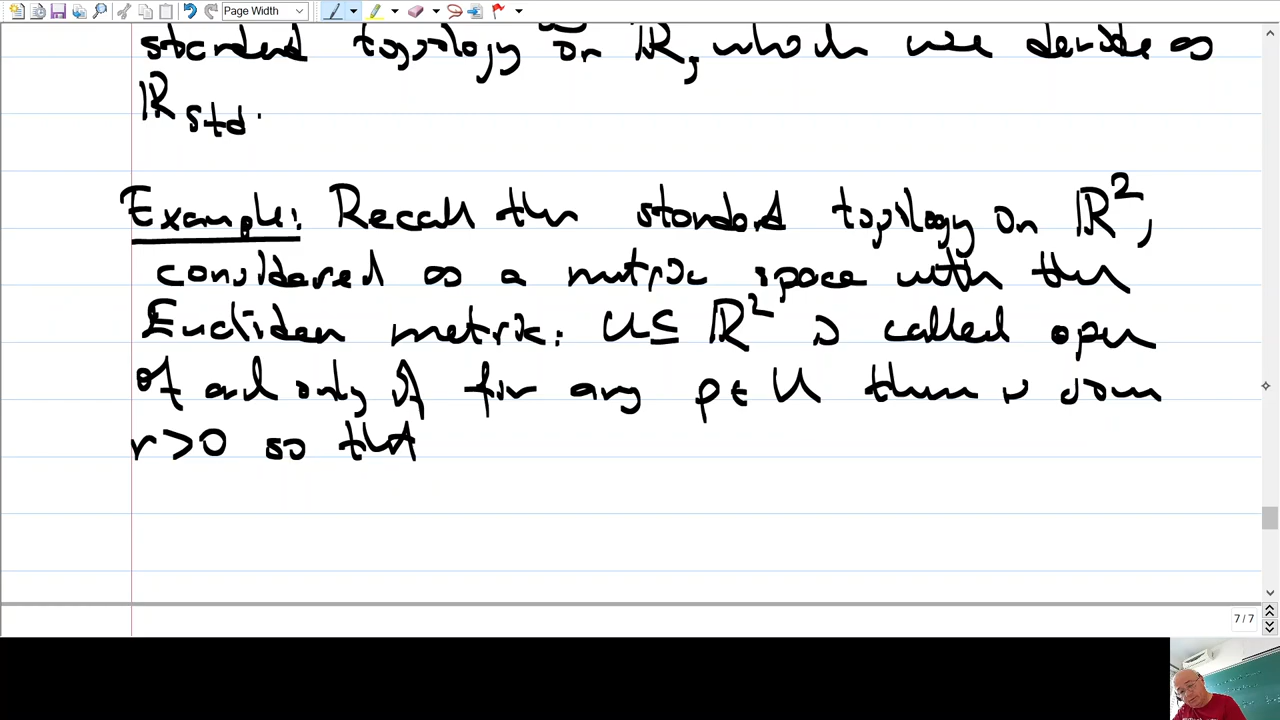 Page Width
standard topology on ℝ, which we denote as
ℝstd.
Example: Recall the standard topology on ℝ²,
considered as a metric space with the
Euclidean metric: U ⊆ ℝ² is called open
if and only if for any p ∈ U there is some
r > 0 so that
7 / 7